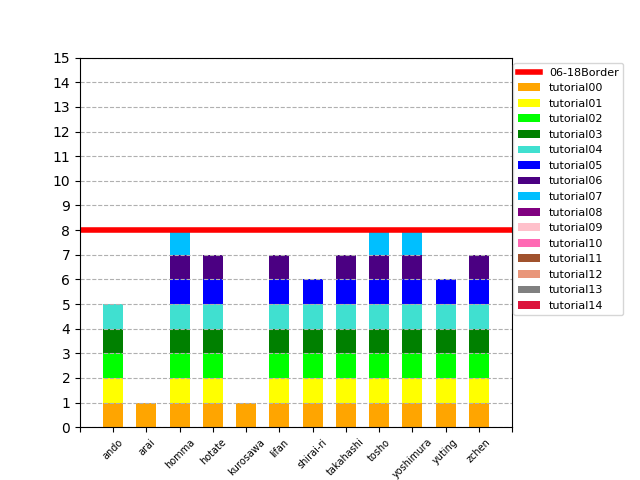 15
14
13
12
11
10
9
8
7
6
5
4
3
2
1
0
ando
arai
homma
hotate
kurosawa
lifan
shirai-ri
takahashi
tosho
yoshimura
yuting
zchen
06-18Border
tutorial00
tutorial01
tutorial02
tutorial03
tutorial04
tutorial05
tutorial06
tutorial07
tutorial08
tutorial09
tutorial10
tutorial11
tutorial12
tutorial13
tutorial14